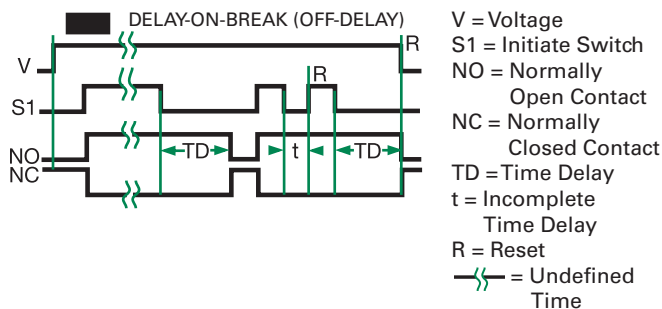 DELAY-ON-BREAK (OFF-DELAY)
V
R
S1
R
NO
NC
TD
t
TD
V = Voltage
S1 = Initiate Switch
NO = Normally
Open Contact
NC = Normally
Closed Contact
TD = Time Delay
t = Incomplete
Time Delay
R = Reset
= Undefined
Time